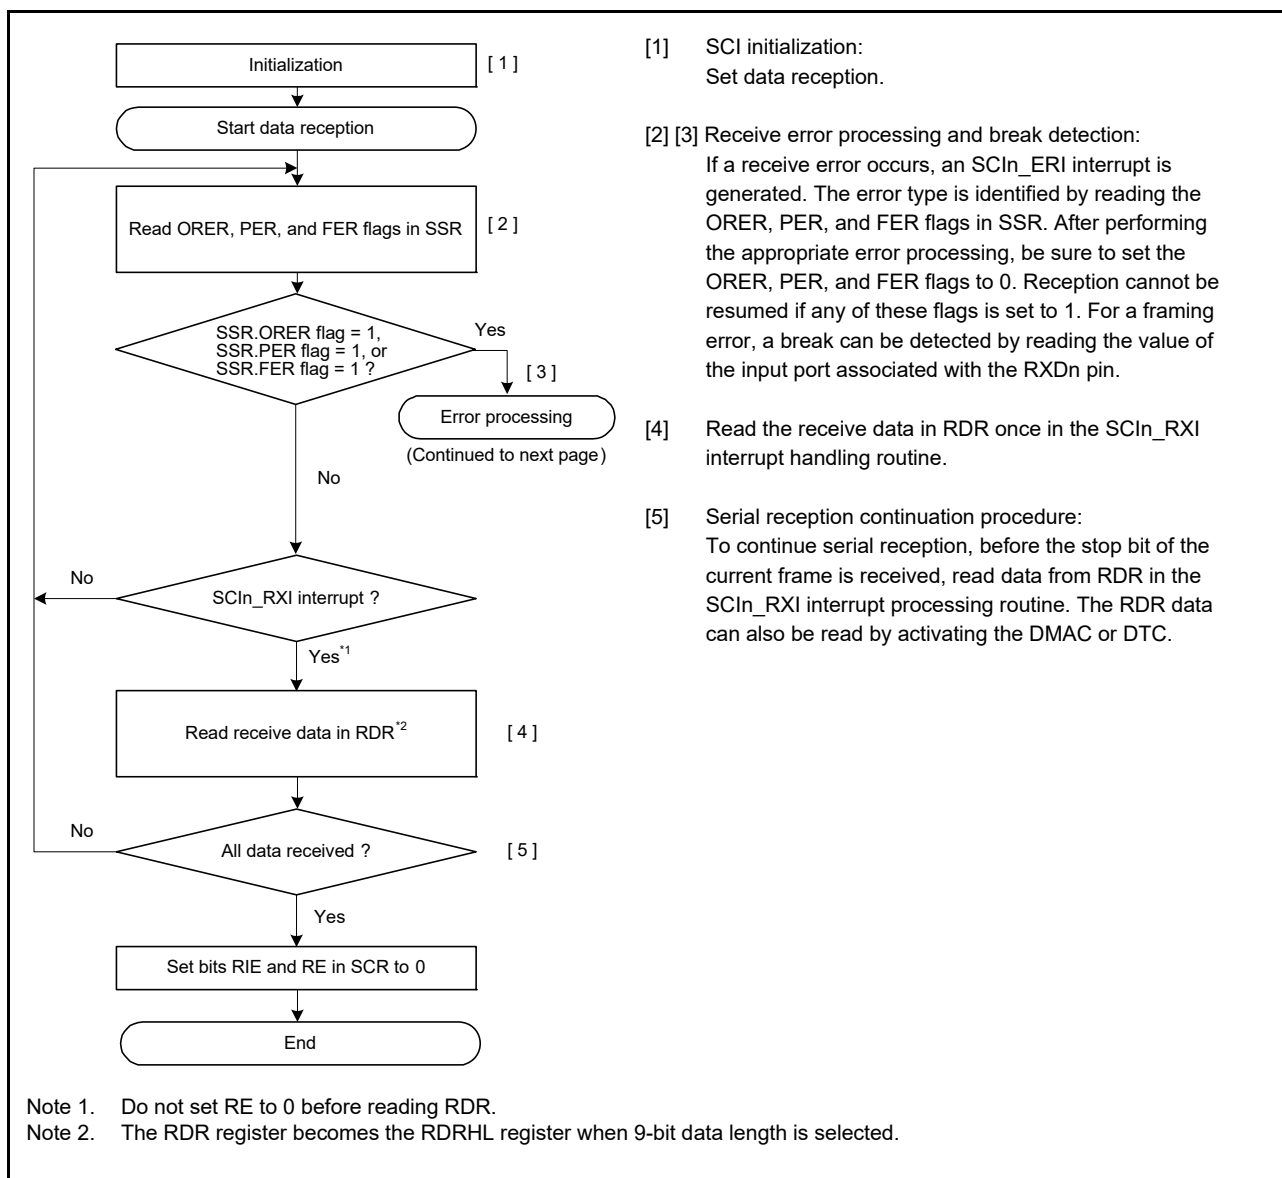 Initialization
[ 1 ]
Start data reception
Read ORER, PER, and FER flags in SSR
[ 2 ]
SSR.ORER flag = 1,
SSR.PER flag = 1, or
SSR.FER flag = 1 ?
Yes
[ 3 ]
Error processing
(Continued to next page)
No
SCIn_RXI interrupt ?
No
Yes*1
Read receive data in RDR*2
[ 4 ]
No
All data received ?
[ 5 ]
Yes
Set bits RIE and RE in SCR to 0
End
[1] SCI initialization:
Set data reception.
[2] [3] Receive error processing and break detection:
If a receive error occurs, an SCIn_ERI interrupt is
generated. The error type is identified by reading the
ORER, PER, and FER flags in SSR. After performing
the appropriate error processing, be sure to set the
ORER, PER, and FER flags to 0. Reception cannot be
resumed if any of these flags is set to 1. For a framing
error, a break can be detected by reading the value of
the input port associated with the RXDn pin.
[4] Read the receive data in RDR once in the SCIn_RXI
interrupt handling routine.
[5] Serial reception continuation procedure:
To continue serial reception, before the stop bit of the
current frame is received, read data from RDR in the
SCIn_RXI interrupt processing routine. The RDR data
can also be read by activating the DMAC or DTC.
Note 1. Do not set RE to 0 before reading RDR.
Note 2. The RDR register becomes the RDRHL register when 9-bit data length is selected.